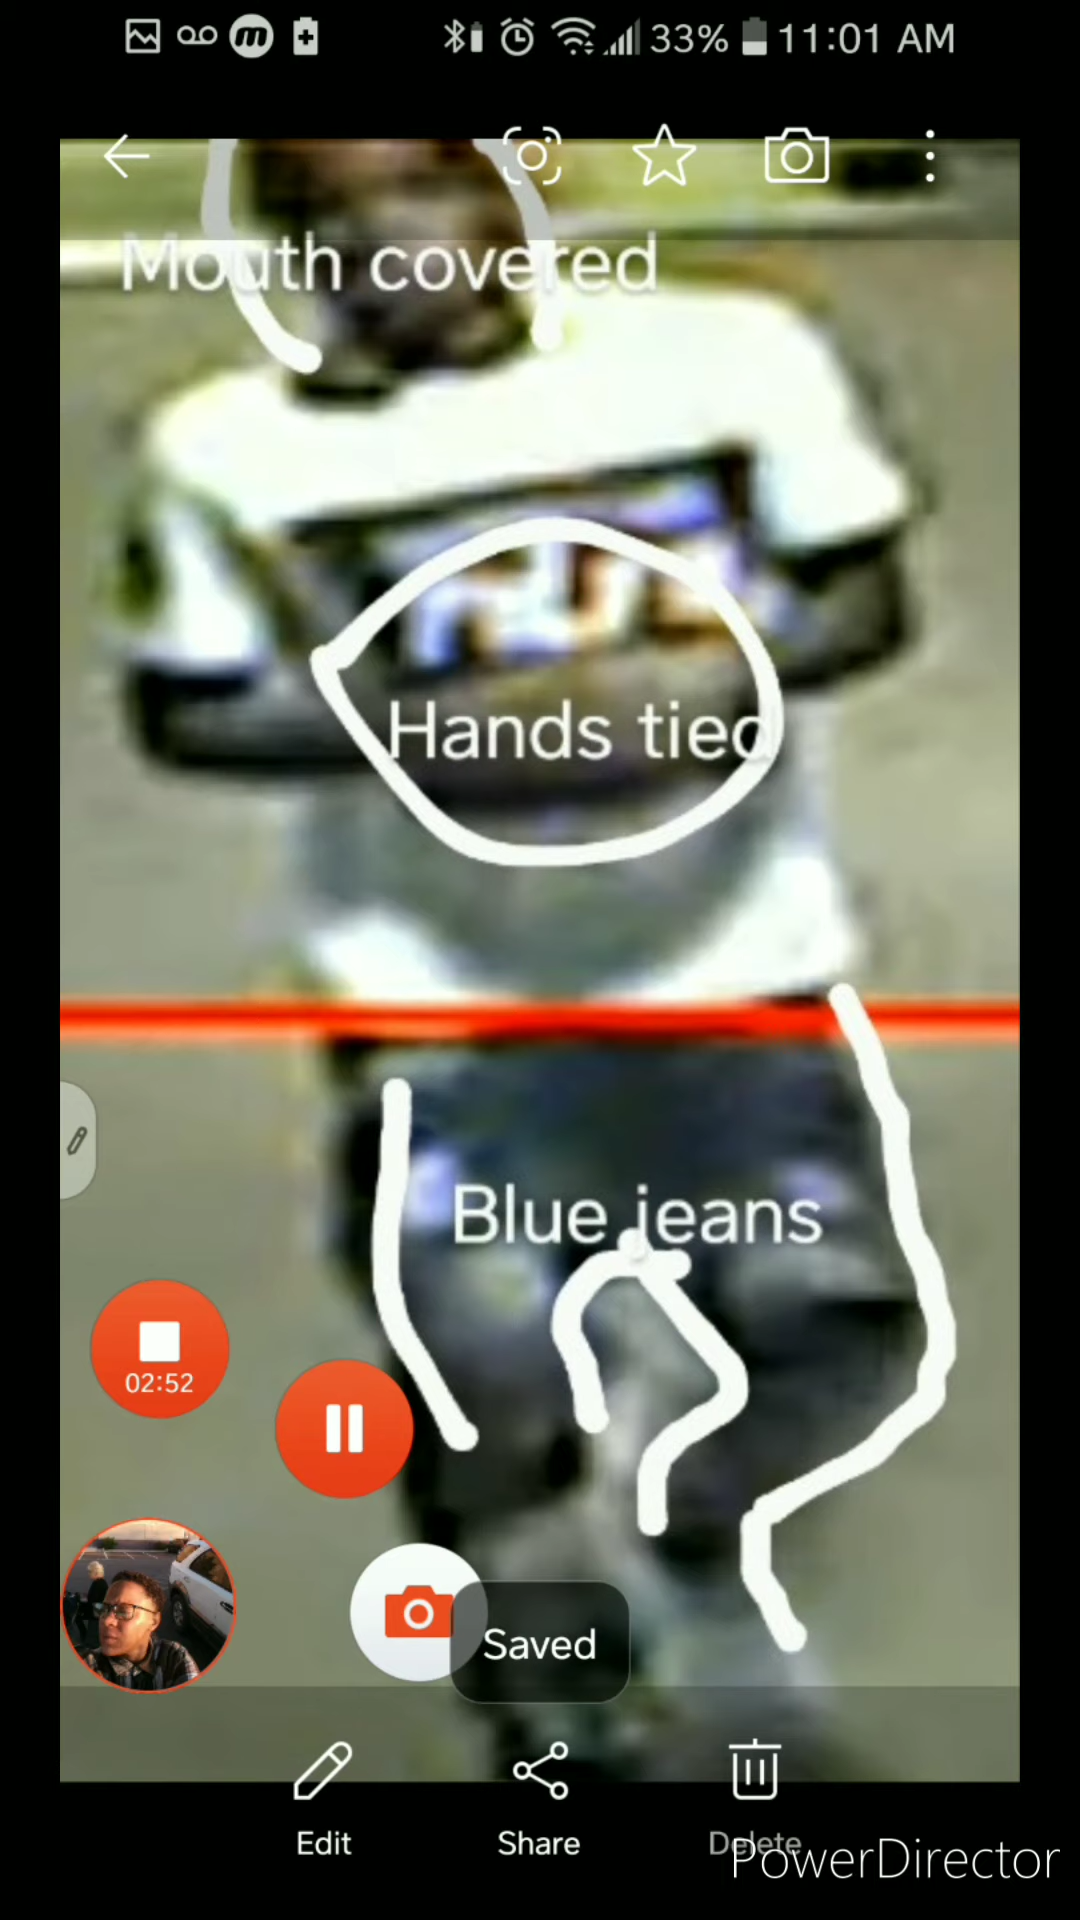 33% 11:01 AM
Mouth covered
Hands tied
Blue jeans
02:52
Saved
Edit Share Delete
PowerDirector